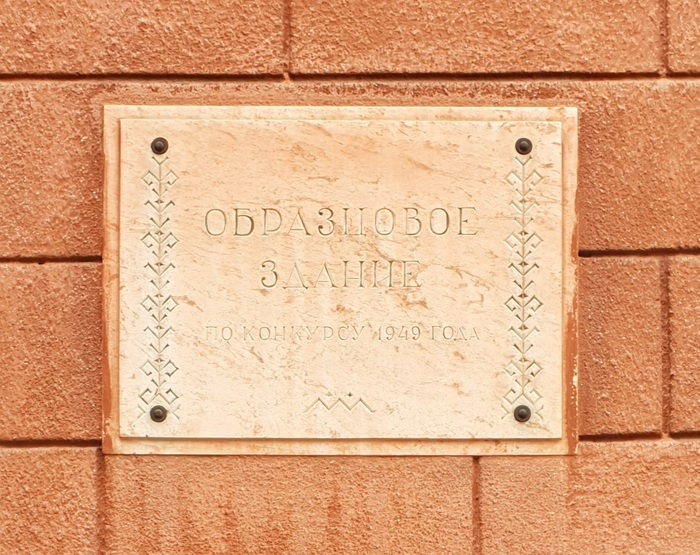 ОБРАЗЦОВОЕ
ЗДАНИЕ
ПО КОНКУРСУ 1949 ГОДА